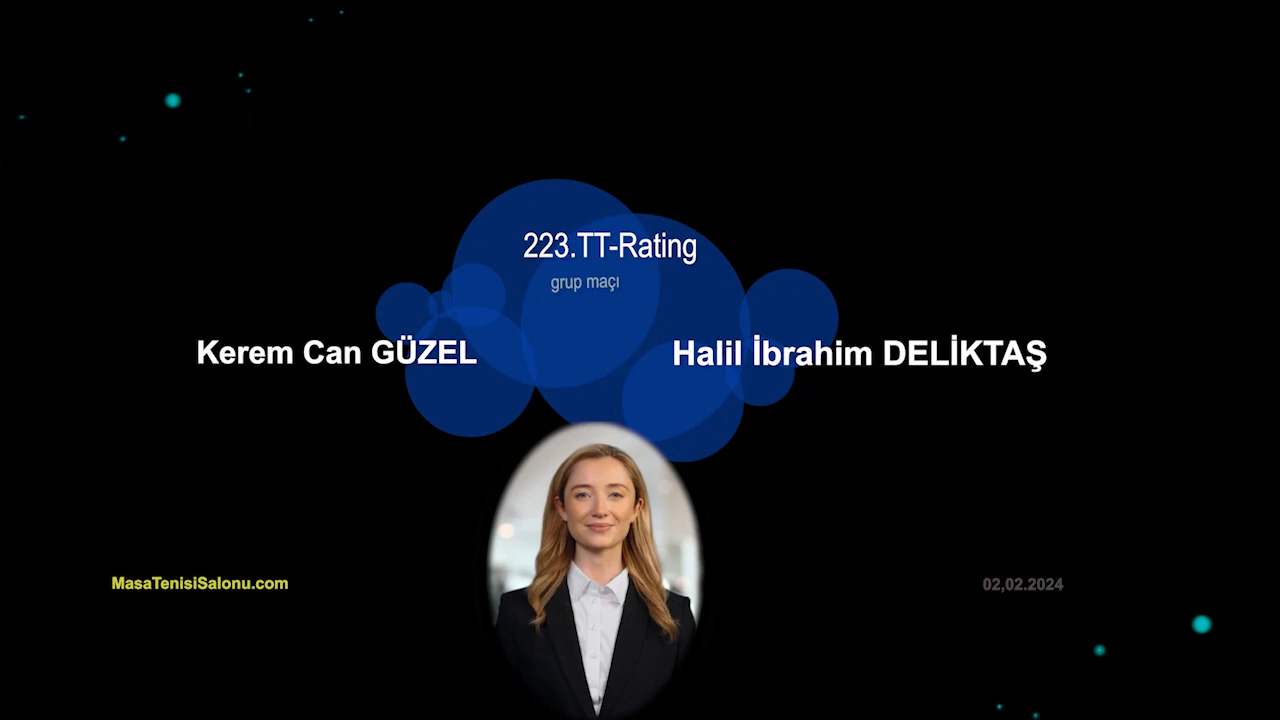 223.TT-Rating
grup maçı
Kerem Can GÜZEL
Halil İbrahim DELİKTAŞ
MasaTenisiSalonu.com
02,02.2024